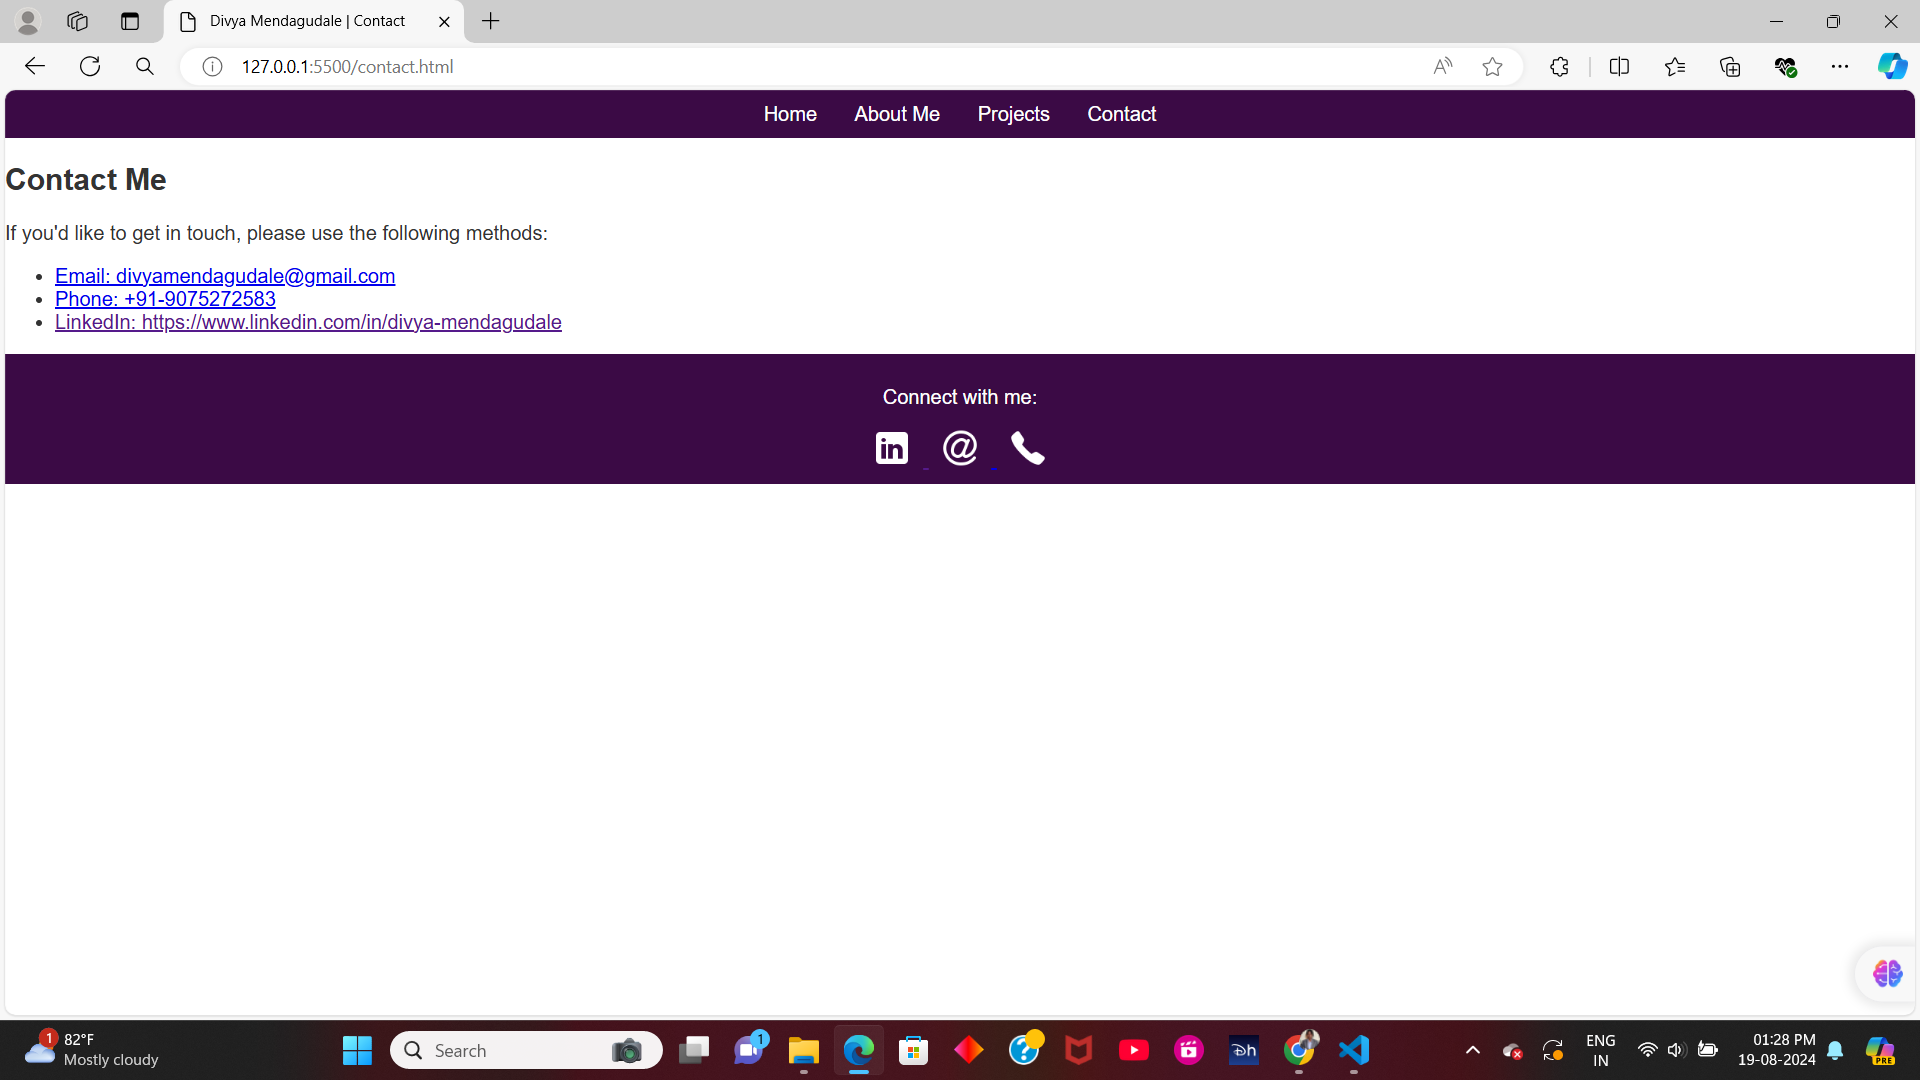 Divya Mendagudale | Contact
127.0.0.1:5500/contact.html
Home About Me Projects Contact
Contact Me
If you'd like to get in touch, please use the following methods:
Email: divyamendagudale@gmail.com
Phone: +91-9075272583
LinkedIn: https://www.linkedin.com/in/divya-mendagudale
Connect with me:
in @
1 82°F
Mostly cloudy
Search
1
ENG
IN
01:28 PM
19-08-2024
PRE